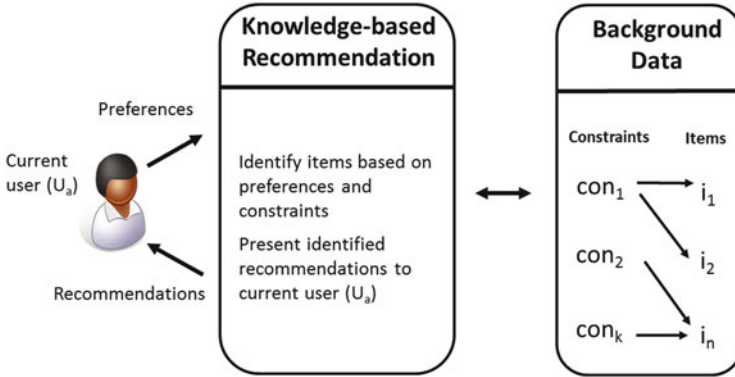 Knowledge-based
Recommendation
Background
Data
Preferences
Current
user (Uₐ)
Recommendations
Identify items based on
preferences and
constraints
Present identified
recommendations to
current user (Uₐ)
Constraints Items
con₁ i₁
con₂ i₂
conₖ iₙ